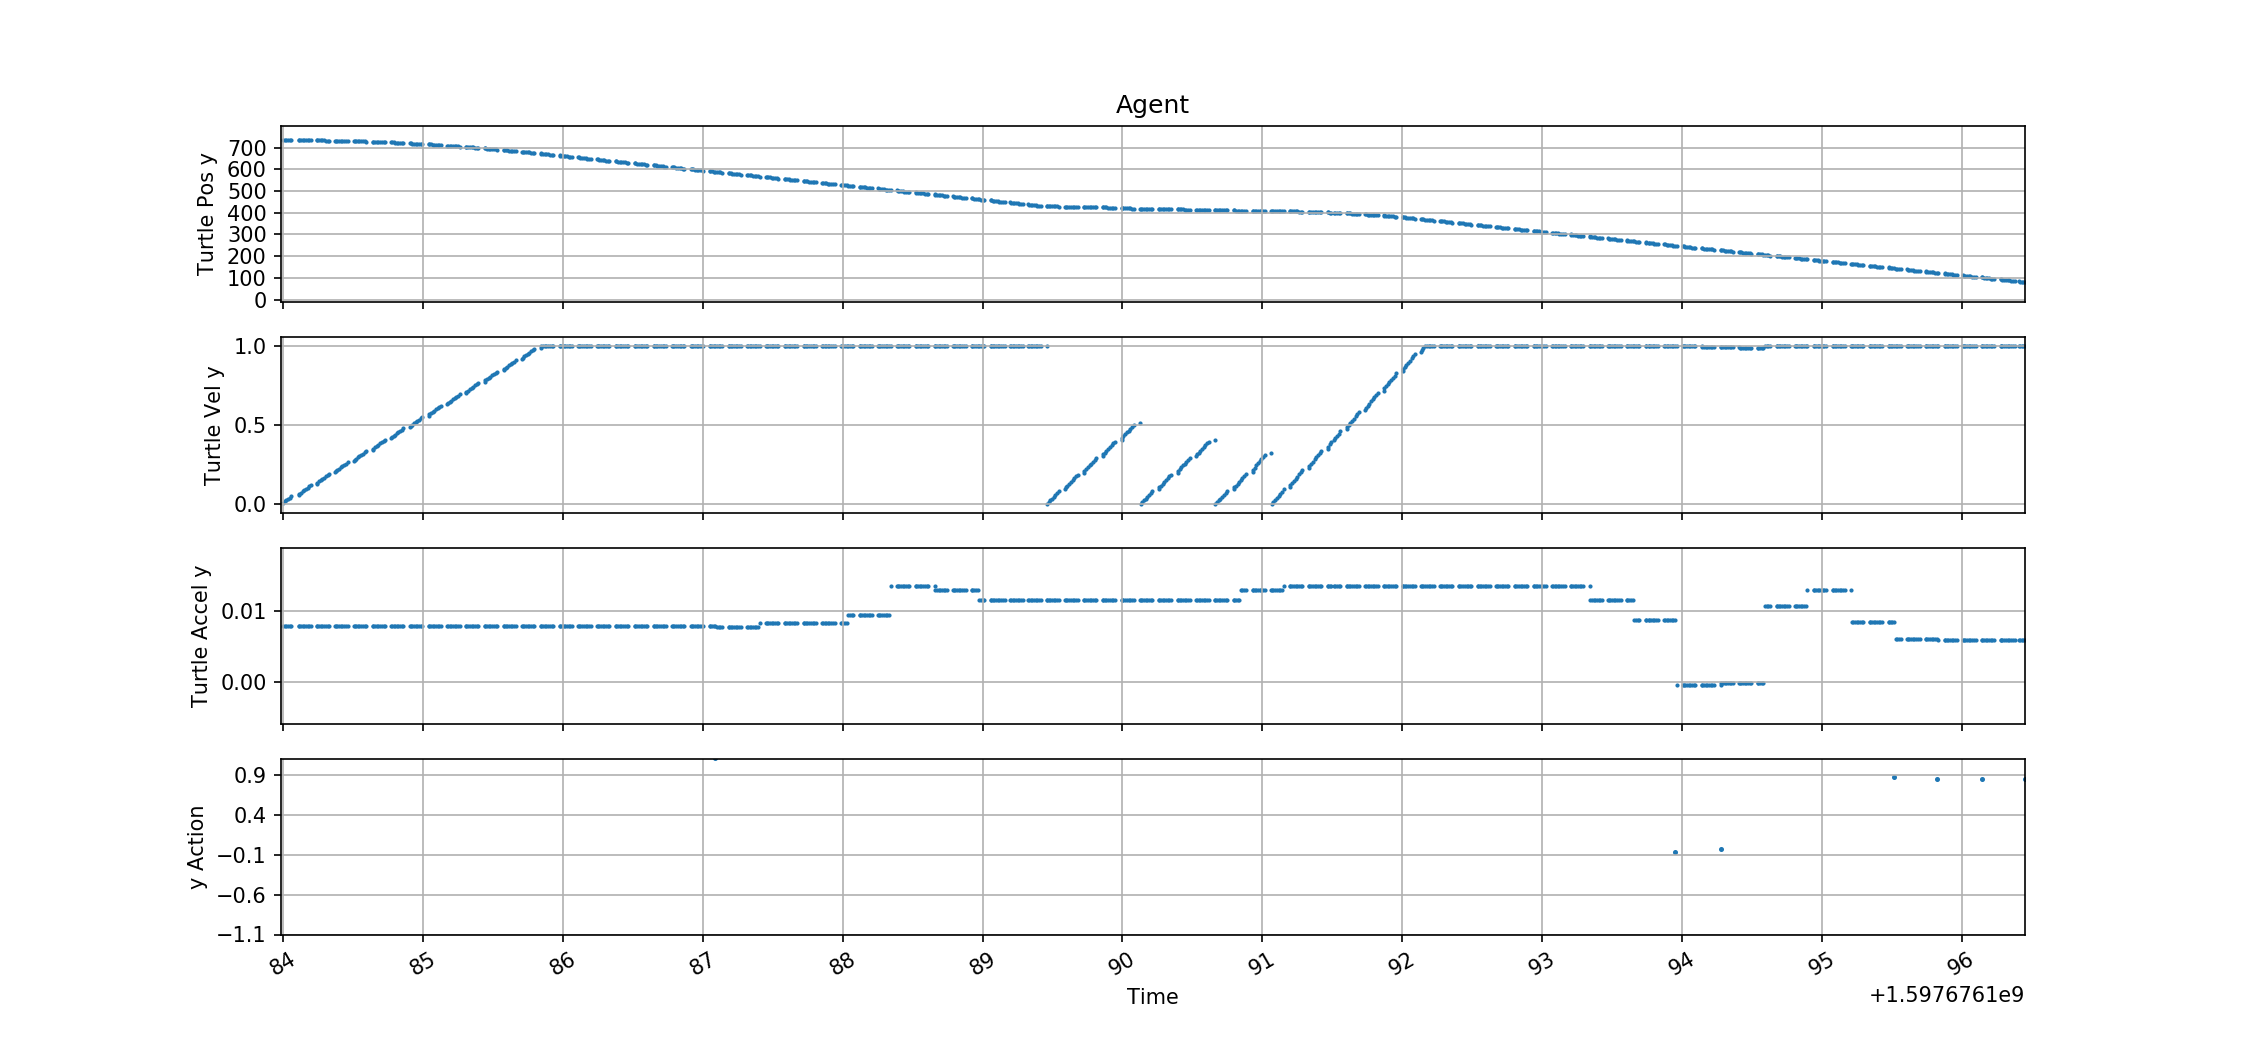 Agent
Turtle Pos y
700
600
500
400
300
200
100
0
Turtle Vel y
1.0
0.5
0.0
Turtle Accel y
0.01
0.00
y Action
0.9
0.4
−0.1
−0.6
−1.1
84 85 86 87 88 89 90 91 92 93 94 95 96
Time
+1.5976761e9